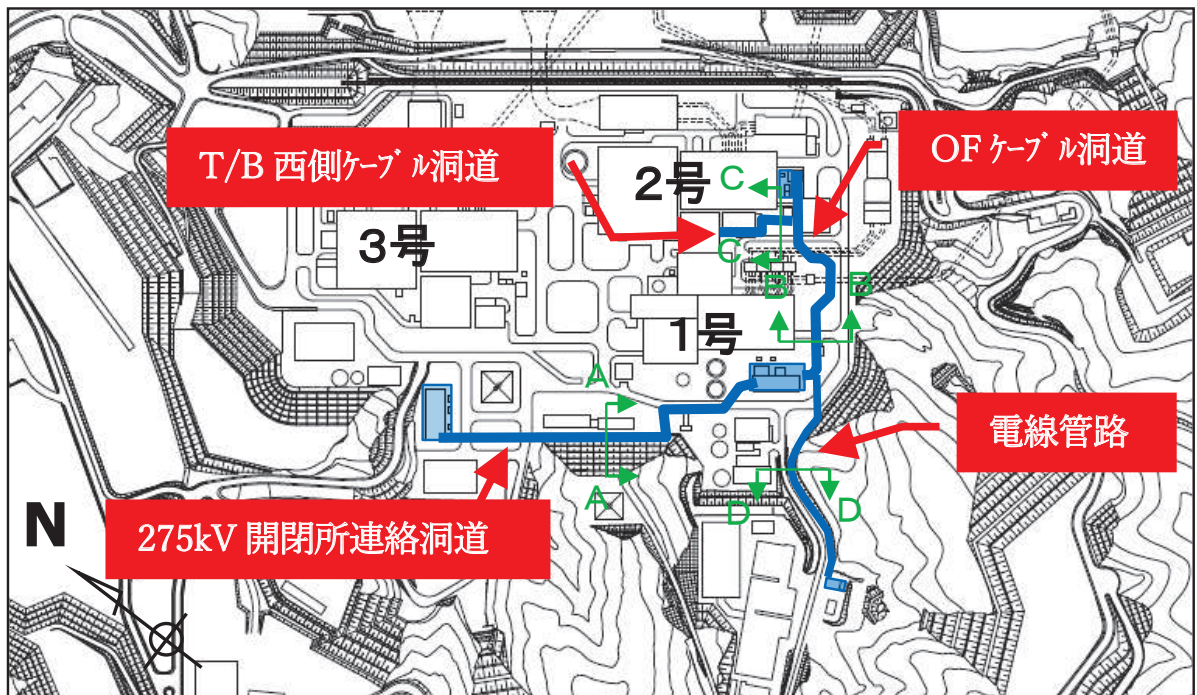 T/B 西側ｹｰﾌﾞﾙ洞道
OF ｹｰﾌﾞﾙ洞道
2号
C
3号
C
B
B
1号
A
電線管路
A
D
D
N
275kV 開閉所連絡洞道